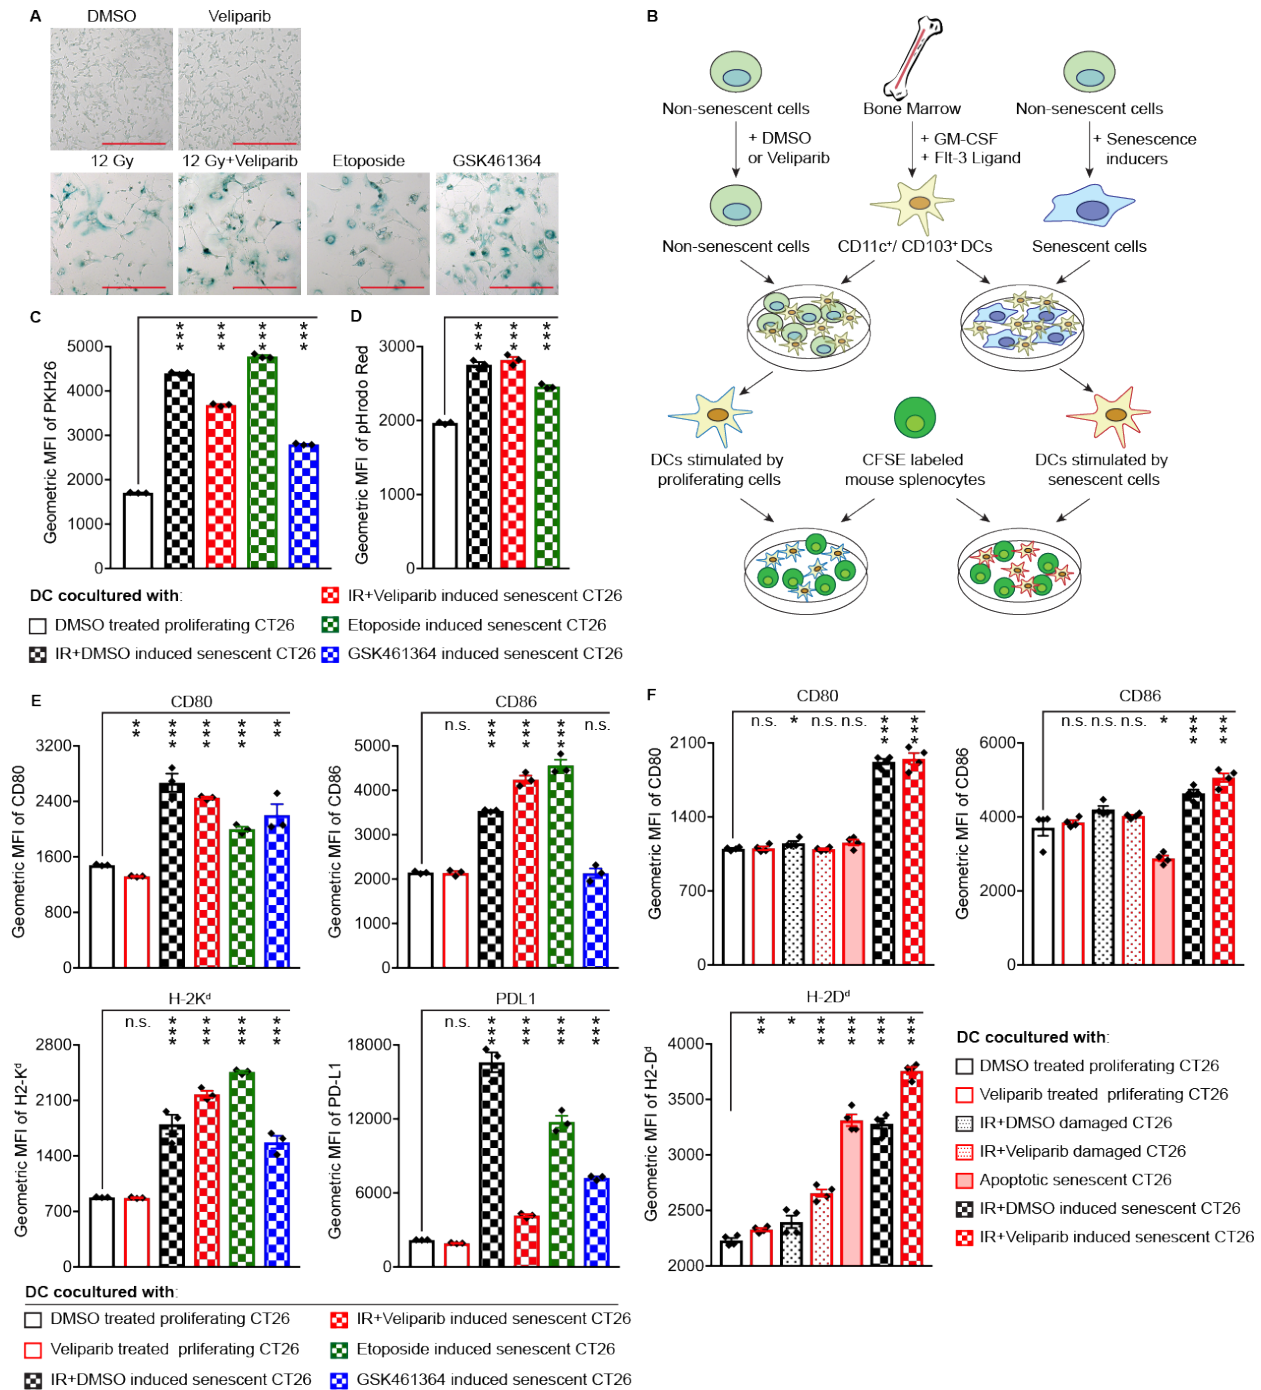 A
DMSO
Veliparib
12 Gy
12 Gy+Veliparib
Etoposide
GSK461364
B
Non-senescent cells
Bone Marrow
Non-senescent cells
+ DMSO
or Veliparib
+ GM-CSF
+ Flt-3 Ligand
+ Senescence
inducers
Non-senescent cells
CD11c+/ CD103+ DCs
Senescent cells
DCs stimulated by
proliferating cells
CFSE labeled
mouse splenocytes
DCs stimulated by
senescent cells
C
Geometric MFI of PKH26
5000
4000
3000
2000
1000
0
***
***
***
***
D
Geometric MFI of pHrodo Red
3000
2000
1000
0
***
***
***
DC cocultured with:
DMSO treated proliferating CT26
IR+DMSO induced senescent CT26
IR+Veliparib induced senescent CT26
Etoposide induced senescent CT26
GSK461364 induced senescent CT26
E
CD80
Geometric MFI of CD80
3200
2400
1600
800
0
**
***
***
***
**
CD86
Geometric MFI of CD86
5000
4000
3000
2000
1000
0
n.s.
***
***
***
n.s.
H-2Kd
Geometric MFI of H2-Kd
2800
2100
1400
700
0
n.s.
***
***
***
***
PDL1
Geometric MFI of PD-L1
18000
12000
6000
0
n.s.
***
***
***
***
DC cocultured with:
DMSO treated proliferating CT26
Veliparib treated prliferating CT26
IR+DMSO induced senescent CT26
IR+Veliparib induced senescent CT26
Etoposide induced senescent CT26
GSK461364 induced senescent CT26
F
CD80
Geometric MFI of CD80
2100
1400
700
0
n.s.
*
n.s.
n.s.
***
***
CD86
Geometric MFI of CD86
6000
4000
2000
0
n.s.
n.s.
n.s.
*
***
***
H-2Dd
Geometric MFI of H2-Dd
4000
3500
3000
2500
2000
**
*
***
***
***
***
DC cocultured with:
DMSO treated proliferating CT26
Veliparib treated prliferating CT26
IR+DMSO damaged CT26
IR+Veliparib damaged CT26
Apoptotic senescent CT26
IR+DMSO induced senescent CT26
IR+Veliparib induced senescent CT26